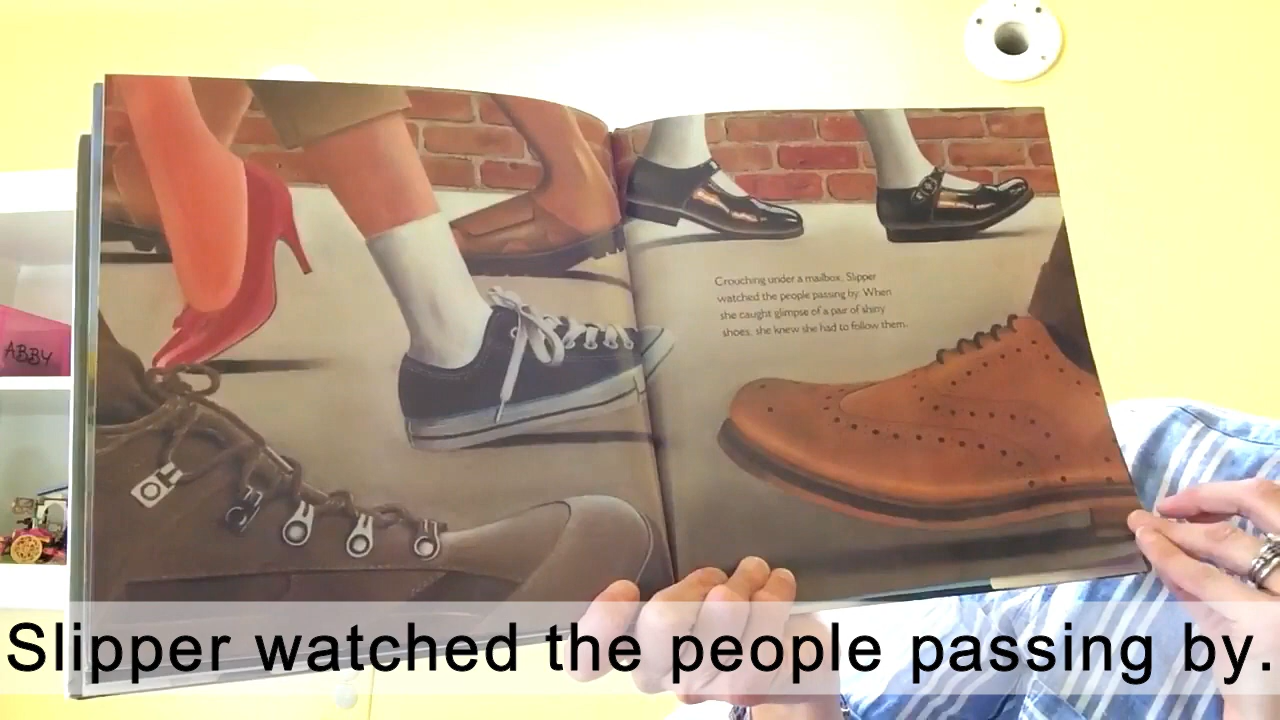 ABBY
Crouching under a mailbox, Slipper
watched the people passing by. When
she caught glimpse of a pair of shiny
shoes, she knew she had to follow them.
Slipper watched the people passing by.